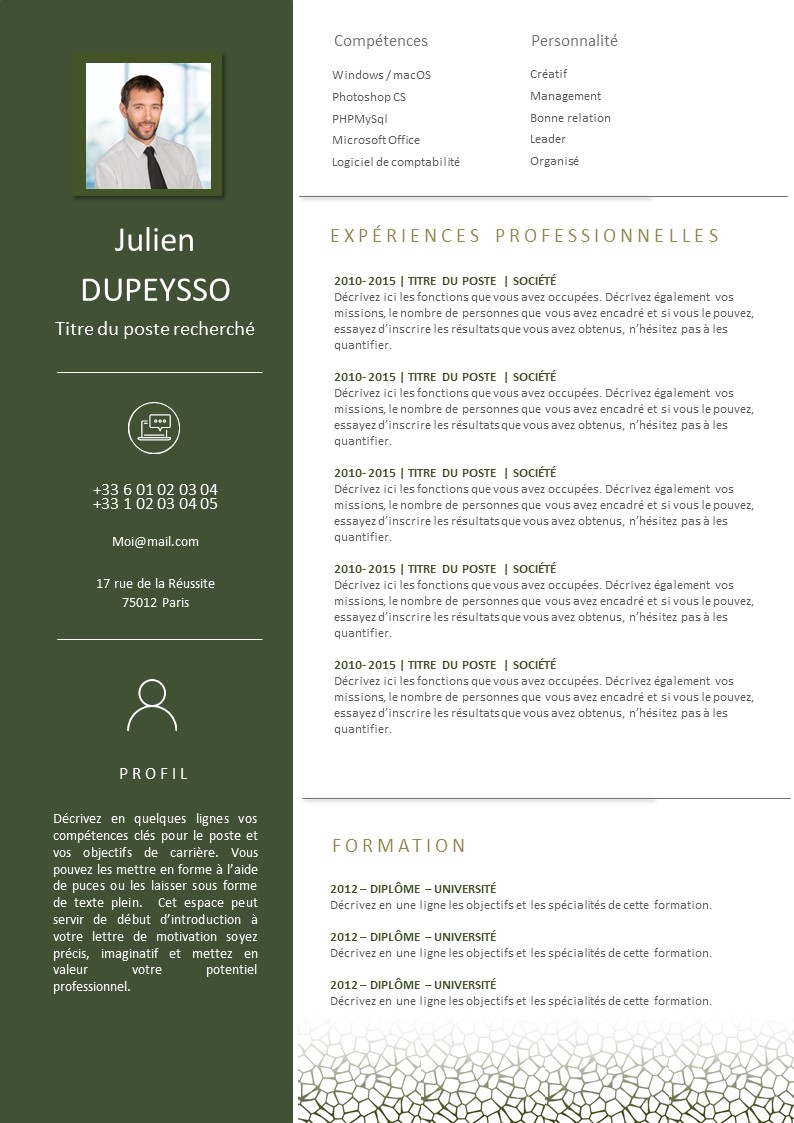 Julien
DUPEYSSO
Titre du poste recherché
+33 6 01 02 03 04
+33 1 02 03 04 05
Moi@mail.com
17 rue de la Réussite
75012 Paris
PROFIL
Décrivez en quelques lignes vos
compétences clés pour le poste et
vos objectifs de carrière. Vous
pouvez les mettre en forme à l’aide
de puces ou les laisser sous forme
de texte plein. Cet espace peut
servir de début d’introduction à
votre lettre de motivation soyez
précis, imaginatif et mettez en
valeur votre potentiel
professionnel.
Compétences
Windows / macOS
Photoshop CS
PHPMySql
Microsoft Office
Logiciel de comptabilité
Personnalité
Créatif
Management
Bonne relation
Leader
Organisé
EXPÉRIENCES PROFESSIONNELLES
2010- 2015 | TITRE DU POSTE | SOCIÉTÉ
Décrivez ici les fonctions que vous avez occupées. Décrivez également vos
missions, le nombre de personnes que vous avez encadré et si vous le pouvez,
essayez d’inscrire les résultats que vous avez obtenus, n’hésitez pas à les
quantifier.
2010- 2015 | TITRE DU POSTE | SOCIÉTÉ
Décrivez ici les fonctions que vous avez occupées. Décrivez également vos
missions, le nombre de personnes que vous avez encadré et si vous le pouvez,
essayez d’inscrire les résultats que vous avez obtenus, n’hésitez pas à les
quantifier.
2010- 2015 | TITRE DU POSTE | SOCIÉTÉ
Décrivez ici les fonctions que vous avez occupées. Décrivez également vos
missions, le nombre de personnes que vous avez encadré et si vous le pouvez,
essayez d’inscrire les résultats que vous avez obtenus, n’hésitez pas à les
quantifier.
2010- 2015 | TITRE DU POSTE | SOCIÉTÉ
Décrivez ici les fonctions que vous avez occupées. Décrivez également vos
missions, le nombre de personnes que vous avez encadré et si vous le pouvez,
essayez d’inscrire les résultats que vous avez obtenus, n’hésitez pas à les
quantifier.
2010- 2015 | TITRE DU POSTE | SOCIÉTÉ
Décrivez ici les fonctions que vous avez occupées. Décrivez également vos
missions, le nombre de personnes que vous avez encadré et si vous le pouvez,
essayez d’inscrire les résultats que vous avez obtenus, n’hésitez pas à les
quantifier.
FORMATION
2012 – DIPLÔME – UNIVERSITÉ
Décrivez en une ligne les objectifs et les spécialités de cette formation.
2012 – DIPLÔME – UNIVERSITÉ
Décrivez en une ligne les objectifs et les spécialités de cette formation.
2012 – DIPLÔME – UNIVERSITÉ
Décrivez en une ligne les objectifs et les spécialités de cette formation.